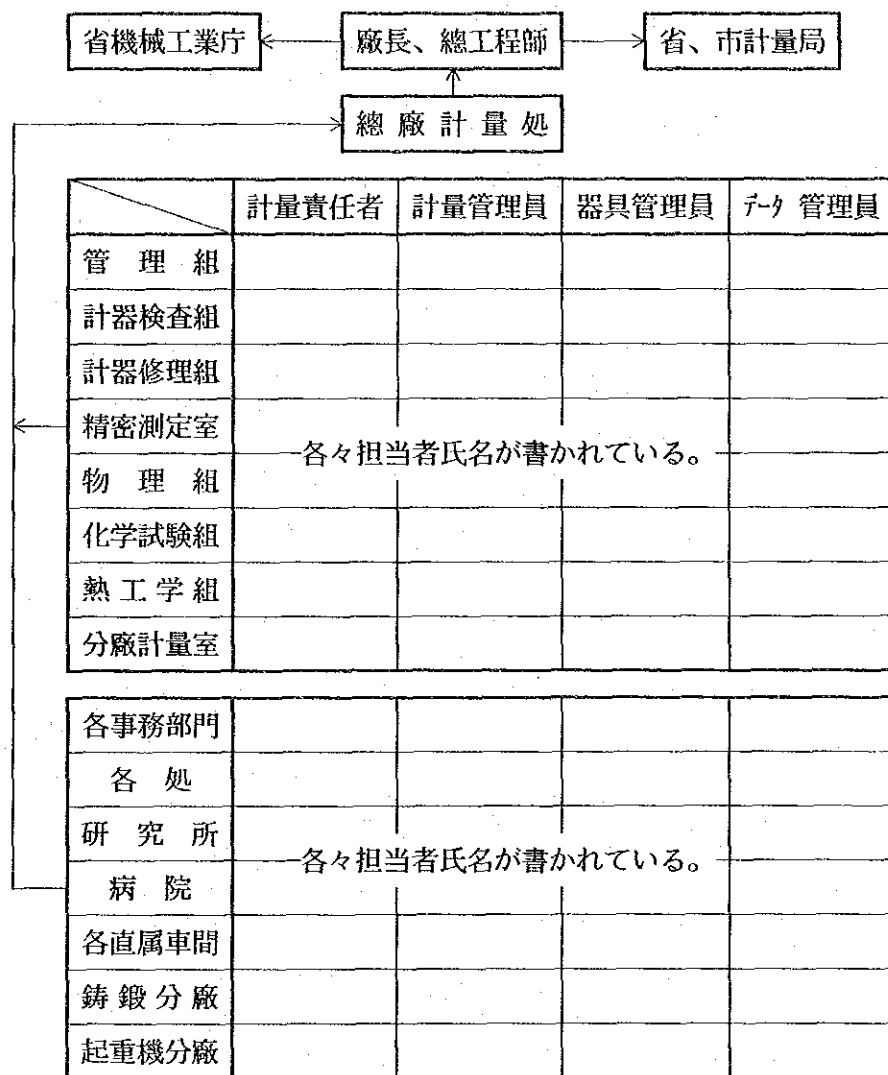 省機械工業庁 廠長、總工程師 省、市計量局
總廠計量処
計量責任者 計量管理員 器具管理員 データ 管理員
管理組
計器検査組
計器修理組
精密測定室
各々担当者氏名が書かれている。
物理組
化学試験組
熱工学組
分廠計量室
各事務部門
各処
研究所
各々担当者氏名が書かれている。
病院
各直属車間
鋳鍛分廠
起重機分廠